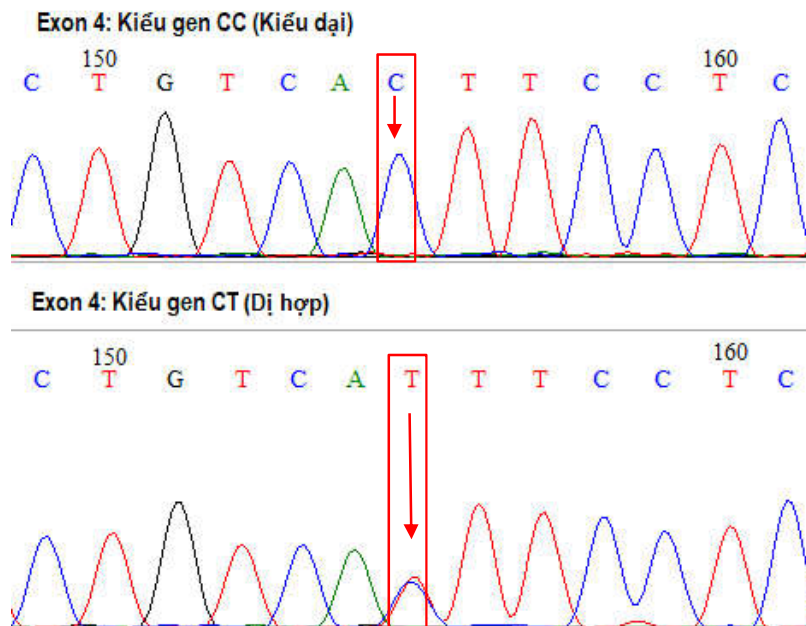 Exon 4: Kiểu gen CC (Kiểu dại)
150 160
C T G T C A C T T C C T C
Exon 4: Kiểu gen CT (Dị hợp)
150 160
C T G T C A T T T C C T C